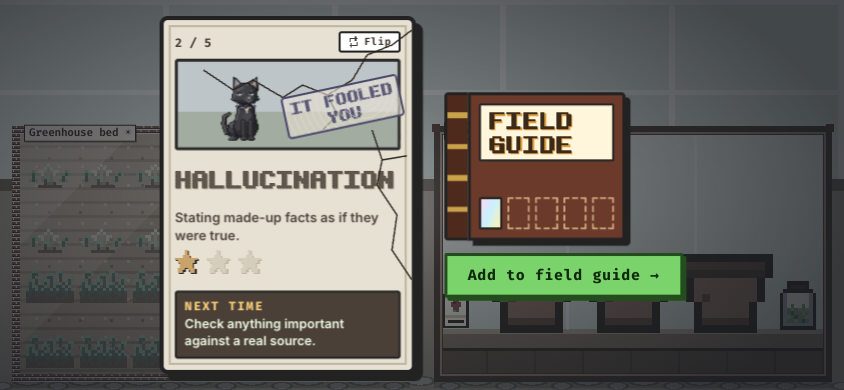 Greenhouse bed *
2 / 5
Flip
IT FOOLED
YOU
HALLUCINATION
Stating made-up facts as if they
were true.
NEXT TIME
Check anything important
against a real source.
FIELD
GUIDE
Add to field guide →